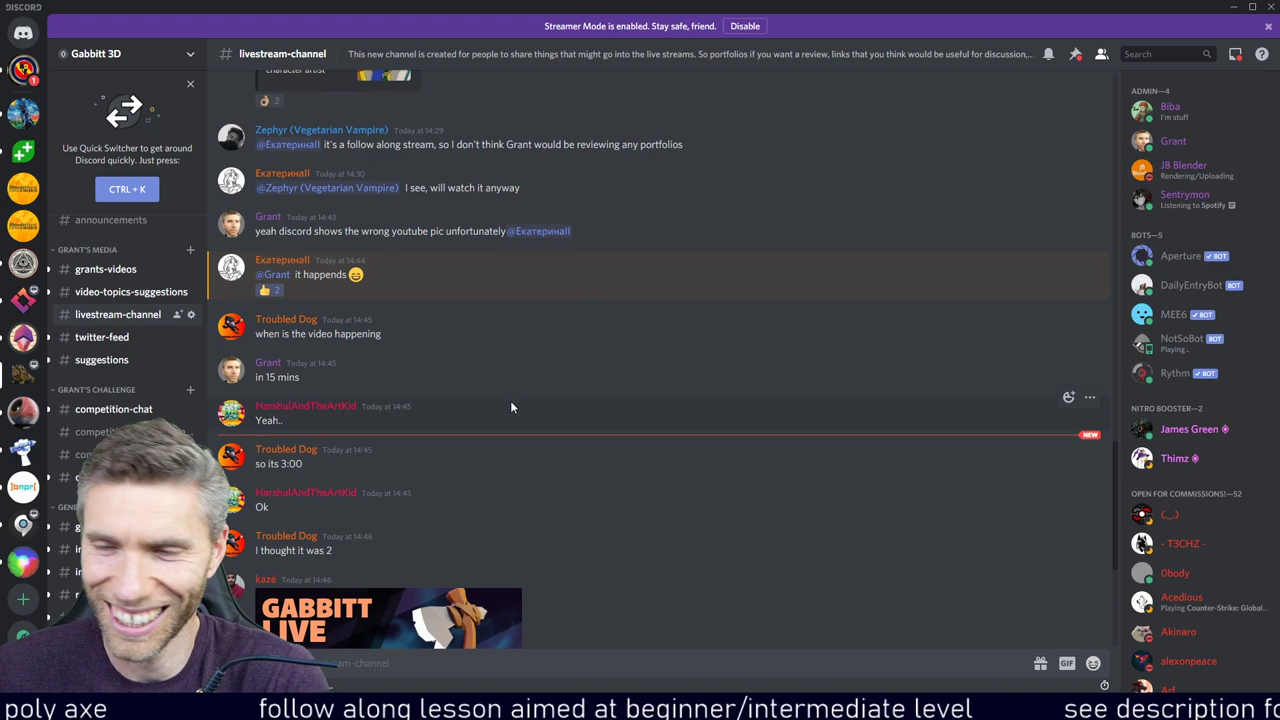 DISCORD
Streamer Mode is enabled. Stay safe, friend.
Disable
Gabbitt 3D
Use Quick Switcher to get around
Discord quickly. Just press:
CTRL + K
announcements
GRANT'S MEDIA
grants-videos
video-topics-suggestions
livestream-channel
twitter-feed
suggestions
GRANT'S CHALLENGE
competition-chat
# livestream-channel
This new channel is created for people to share things that might go into the live streams. So portfolios if you want a review, links that you think would be useful for discussion,...
Search
character artist
2
Zephyr (Vegetarian Vampire) Today at 14:29
@Екатеринаll it's a follow along stream, so I don't think Grant would be reviewing any portfolios
Екатеринаll Today at 14:30
@Zephyr (Vegetarian Vampire) I see, will watch it anyway
Grant Today at 14:43
yeah discord shows the wrong youtube pic unfortunately @Екатеринаll
Екатеринаll Today at 14:44
@Grant it happends
2
Troubled Dog Today at 14:45
when is the video happening
Grant Today at 14:45
in 15 mins
HarshulAndTheArtKid Today at 14:45
Yeah..
NEW
Troubled Dog Today at 14:45
so its 3:00
HarshulAndTheArtKid Today at 14:45
Ok
Troubled Dog Today at 14:46
I thought it was 2
kazé Today at 14:46
GABBITT
LIVE
GIF
ADMIN—4
Biba
I'm stuff
Grant
JB Blender
Rendering/Uploading
Sentrymon
Listening to Spotify
BOTS—5
Aperture BOT
DailyEntryBot BOT
MEE6 BOT
NotSoBot BOT
Playing .
Rythm BOT
NITRO BOOSTER—2
James Green
Thimz
OPEN FOR COMMISSIONS!—52
(._.)
- T3CHZ -
0body
Acedious
Playing Counter-Strike: Global...
Akinaro
alexonpeace
Art
poly axe follow along lesson aimed at beginner/intermediate level see description fo